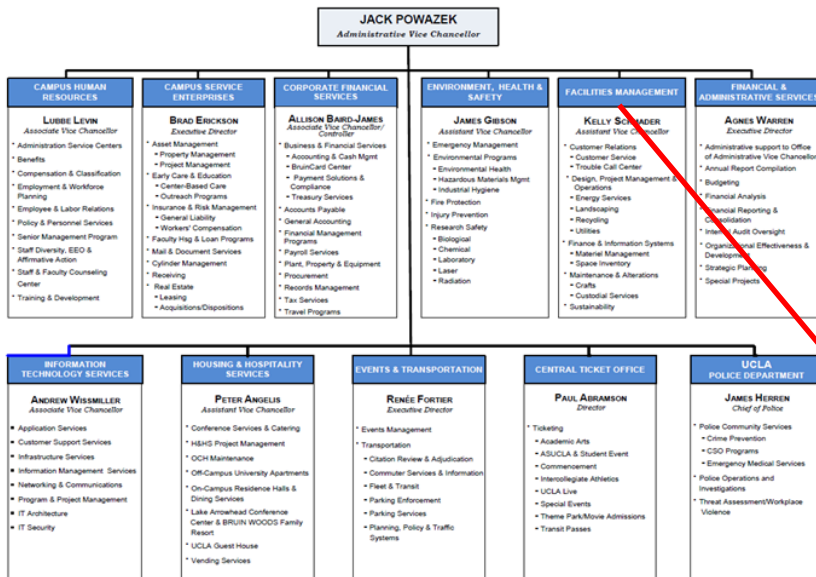 JACK POWAZEK
Administrative Vice Chancellor
CAMPUS HUMAN
RESOURCES
LUBBE LEVIN
Associate Vice Chancellor
* Administration Service Centers
* Benefits
* Compensation & Classification
* Employment & Workforce
Planning
* Employee & Labor Relations
* Policy & Personnel Services
* Senior Management Program
* Staff Diversity, EEO &
Affirmative Action
* Staff & Faculty Counseling
Center
* Training & Development
CAMPUS SERVICE
ENTERPRISES
BRAD ERICKSON
Executive Director
* Asset Management
- Property Management
- Project Management
* Early Care & Education
- Center-Based Care
- Outreach Programs
* Insurance & Risk Management
- General Liability
- Workers' Compensation
* Faculty Hsg & Loan Programs
* Mail & Document Services
* Cylinder Management
* Receiving
* Real Estate
- Leasing
- Acquisitions/Dispositions
CORPORATE FINANCIAL
SERVICES
ALLISON BAIRD-JAMES
Associate Vice Chancellor/
Controller
* Business & Financial Services
- Accounting & Cash Mgmt
- BruinCard Center
- Payment Solutions &
Compliance
- Treasury Services
* Accounts Payable
* General Accounting
* Financial Management
Programs
* Payroll Services
* Plant, Property & Equipment
* Procurement
* Records Management
* Tax Services
* Travel Programs
ENVIRONMENT, HEALTH &
SAFETY
JAMES GIBSON
Assistant Vice Chancellor
* Emergency Management
* Environmental Programs
- Environmental Health
- Hazardous Materials Mgmt
- Industrial Hygiene
* Fire Protection
* Injury Prevention
* Research Safety
- Biological
- Chemical
- Laboratory
- Laser
- Radiation
FACILITIES MANAGEMENT
KELLY SCHMADER
Assistant Vice Chancellor
* Customer Relations
- Customer Service
- Trouble Call Center
* Design, Project Management &
Operations
- Energy Services
- Landscaping
- Recycling
- Utilities
* Finance & Information Systems
- Materiel Management
- Space Inventory
* Maintenance & Alterations
- Crafts
- Custodial Services
* Sustainability
FINANCIAL &
ADMINISTRATIVE SERVICES
AGNES WARREN
Executive Director
* Administrative support to Office
of Administrative Vice Chancellor
* Annual Report Compilation
* Budgeting
* Financial Analysis
* Financial Reporting &
Consolidation
* Internal Audit Oversight
* Organizational Effectiveness &
Development
* Strategic Planning
* Special Projects
INFORMATION
TECHNOLOGY SERVICES
ANDREW WISSMILLER
Associate Vice Chancellor
■ Application Services
■ Customer Support Services
■ Infrastructure Services
■ Information Management Services
■ Networking & Communications
■ Program & Project Management
■ IT Architecture
■ IT Security
HOUSING & HOSPITALITY
SERVICES
PETER ANGELIS
Assistant Vice Chancellor
* Conference Services & Catering
* H&HS Project Management
* OCH Maintenance
* Off-Campus University Apartments
* On-Campus Residence Halls &
Dining Services
* Lake Arrowhead Conference
Center & BRUIN WOODS Family
Resort
* UCLA Guest House
* Vending Services
EVENTS & TRANSPORTATION
RENÉE FORTIER
Executive Director
* Events Management
* Transportation
- Citation Review & Adjudication
- Commuter Services & Information
- Fleet & Transit
- Parking Enforcement
- Parking Services
- Planning, Policy & Traffic
Systems
CENTRAL TICKET OFFICE
PAUL ABRAMSON
Director
* Ticketing
- Academic Arts
- ASUCLA & Student Event
- Commencement
- Intercollegiate Athletics
- UCLA Live
- Special Events
- Theme Park/Movie Admissions
- Transit Passes
UCLA
POLICE DEPARTMENT
JAMES HERREN
Chief of Police
* Police Community Services
- Crime Prevention
- CSO Programs
- Emergency Medical Services
* Police Operations and
Investigations
* Threat Assessment/Workplace
Violence